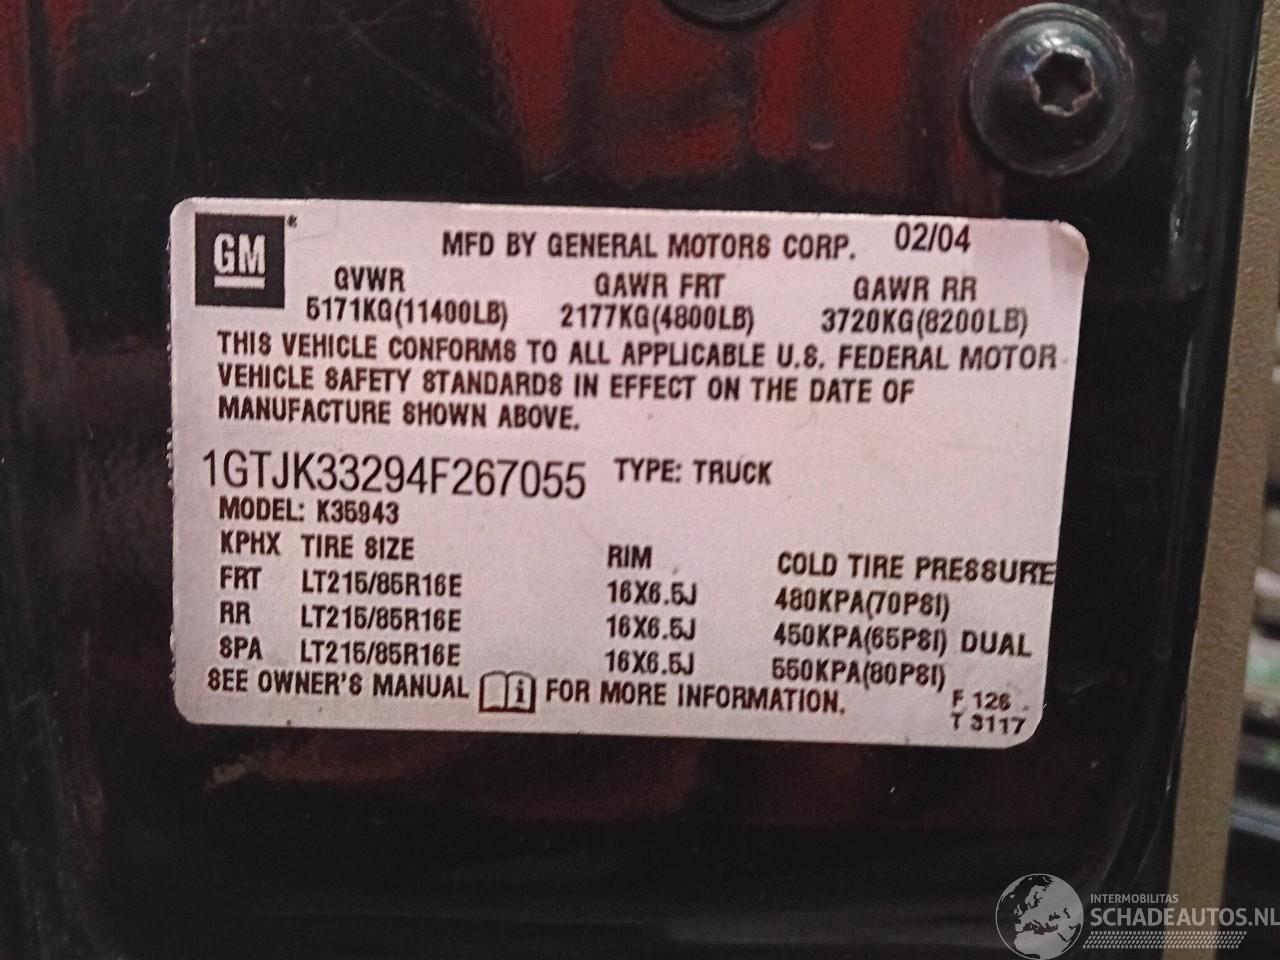 GM
MFD BY GENERAL MOTORS CORP. 02/04
GVWR GAWR FRT GAWR RR
5171KG(11400LB) 2177KG(4800LB) 3720KG(8200LB)
THIS VEHICLE CONFORMS TO ALL APPLICABLE U.S. FEDERAL MOTOR
VEHICLE SAFETY STANDARDS IN EFFECT ON THE DATE OF
MANUFACTURE SHOWN ABOVE.
1GTJK33294F267055 TYPE: TRUCK
MODEL: K35943
KPHX TIRE SIZE RIM COLD TIRE PRESSURE
FRT LT215/85R16E 16X6.5J 480KPA(70PSI)
RR LT215/85R16E 16X6.5J 450KPA(65PSI) DUAL
SPA LT215/85R16E 16X6.5J 550KPA(80PSI)
SEE OWNER'S MANUAL i FOR MORE INFORMATION.
F 126
T 3117
INTERMOBILITAS
SCHADEAUTOS.NL